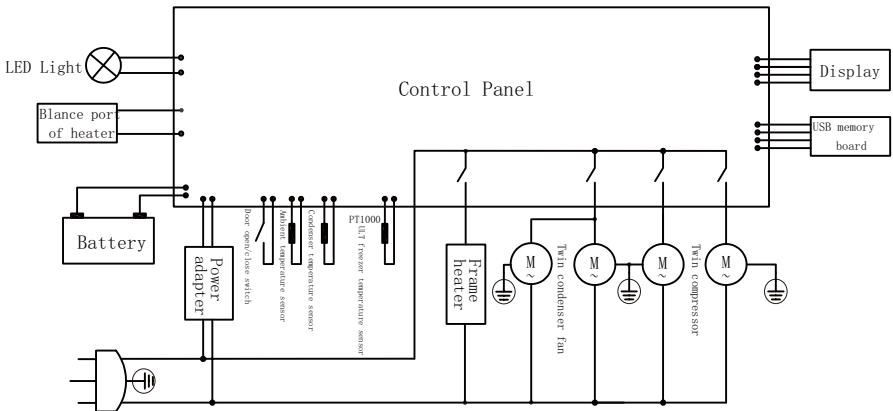 LED Light
Control Panel
Display
Blance port
of heater
USB memory
board
Battery
Power
adapter
Door open/close switch
Ambient temperature sensor
Condenser temperature sensor
PT1000
ULT freezer temperature sensor
Frame
heater
M
~
Twin condenser fan
M
~
M
~
Twin compressor
M
~